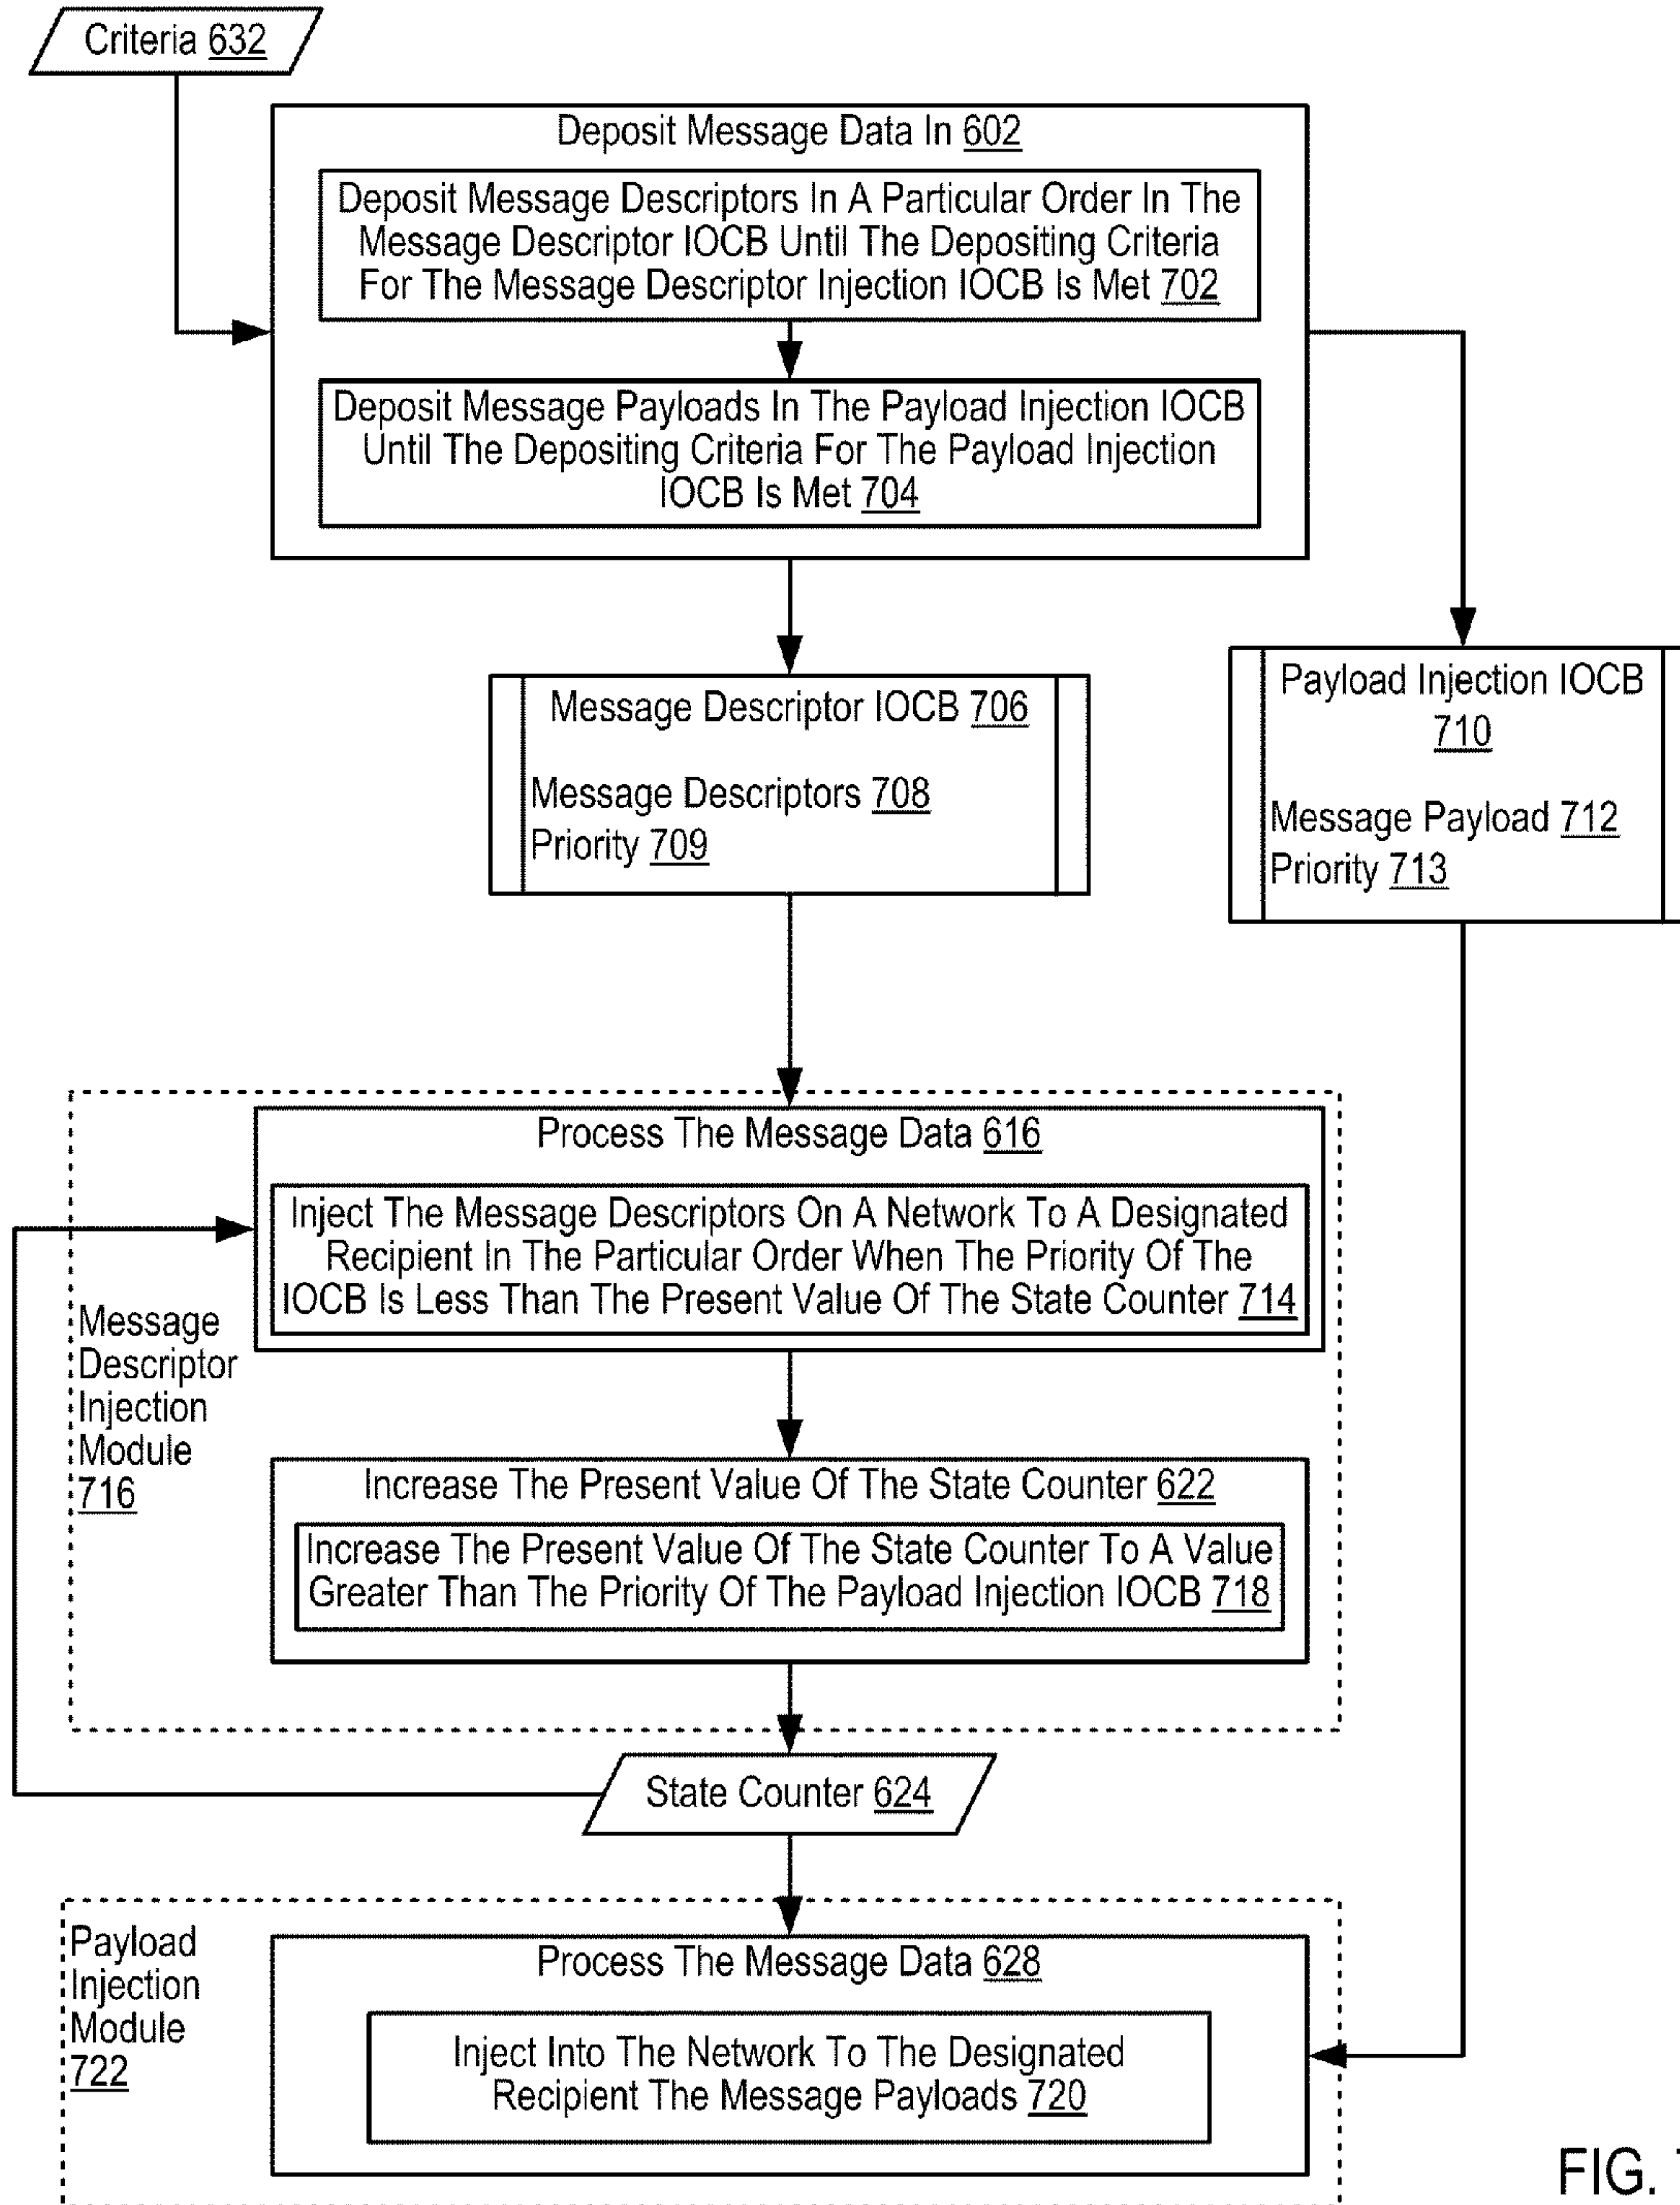 Criteria 632
Deposit Message Data In 602
Deposit Message Descriptors In A Particular Order In The
Message Descriptor IOCB Until The Depositing Criteria
For The Message Descriptor Injection IOCB Is Met 702
Deposit Message Payloads In The Payload Injection IOCB
Until The Depositing Criteria For The Payload Injection
IOCB Is Met 704
Message Descriptor IOCB 706
Message Descriptors 708
Priority 709
Payload Injection IOCB
710
Message Payload 712
Priority 713
Process The Message Data 616
Inject The Message Descriptors On A Network To A Designated
Recipient In The Particular Order When The Priority Of The
IOCB Is Less Than The Present Value Of The State Counter 714
Message
Descriptor
Injection
Module
716
Increase The Present Value Of The State Counter 622
Increase The Present Value Of The State Counter To A Value
Greater Than The Priority Of The Payload Injection IOCB 718
State Counter 624
Payload
Injection
Module
722
Process The Message Data 628
Inject Into The Network To The Designated
Recipient The Message Payloads 720
FIG.